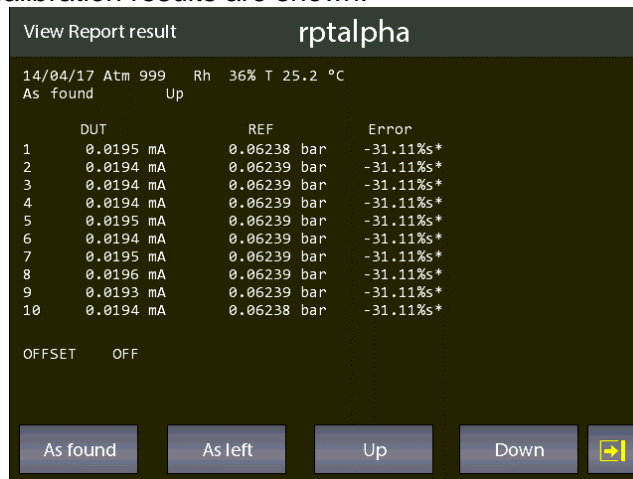 calibration results are shown.
View Report result rptalpha
14/04/17 Atm 999 Rh 36% T 25.2 °C
As found Up
DUT REF Error
1 0.0195 mA 0.06238 bar -31.11%s*
2 0.0194 mA 0.06239 bar -31.11%s*
3 0.0194 mA 0.06239 bar -31.11%s*
4 0.0194 mA 0.06239 bar -31.11%s*
5 0.0195 mA 0.06239 bar -31.11%s*
6 0.0194 mA 0.06239 bar -31.11%s*
7 0.0195 mA 0.06239 bar -31.11%s*
8 0.0196 mA 0.06239 bar -31.11%s*
9 0.0193 mA 0.06239 bar -31.11%s*
10 0.0194 mA 0.06238 bar -31.11%s*
OFFSET OFF
As found As left Up Down